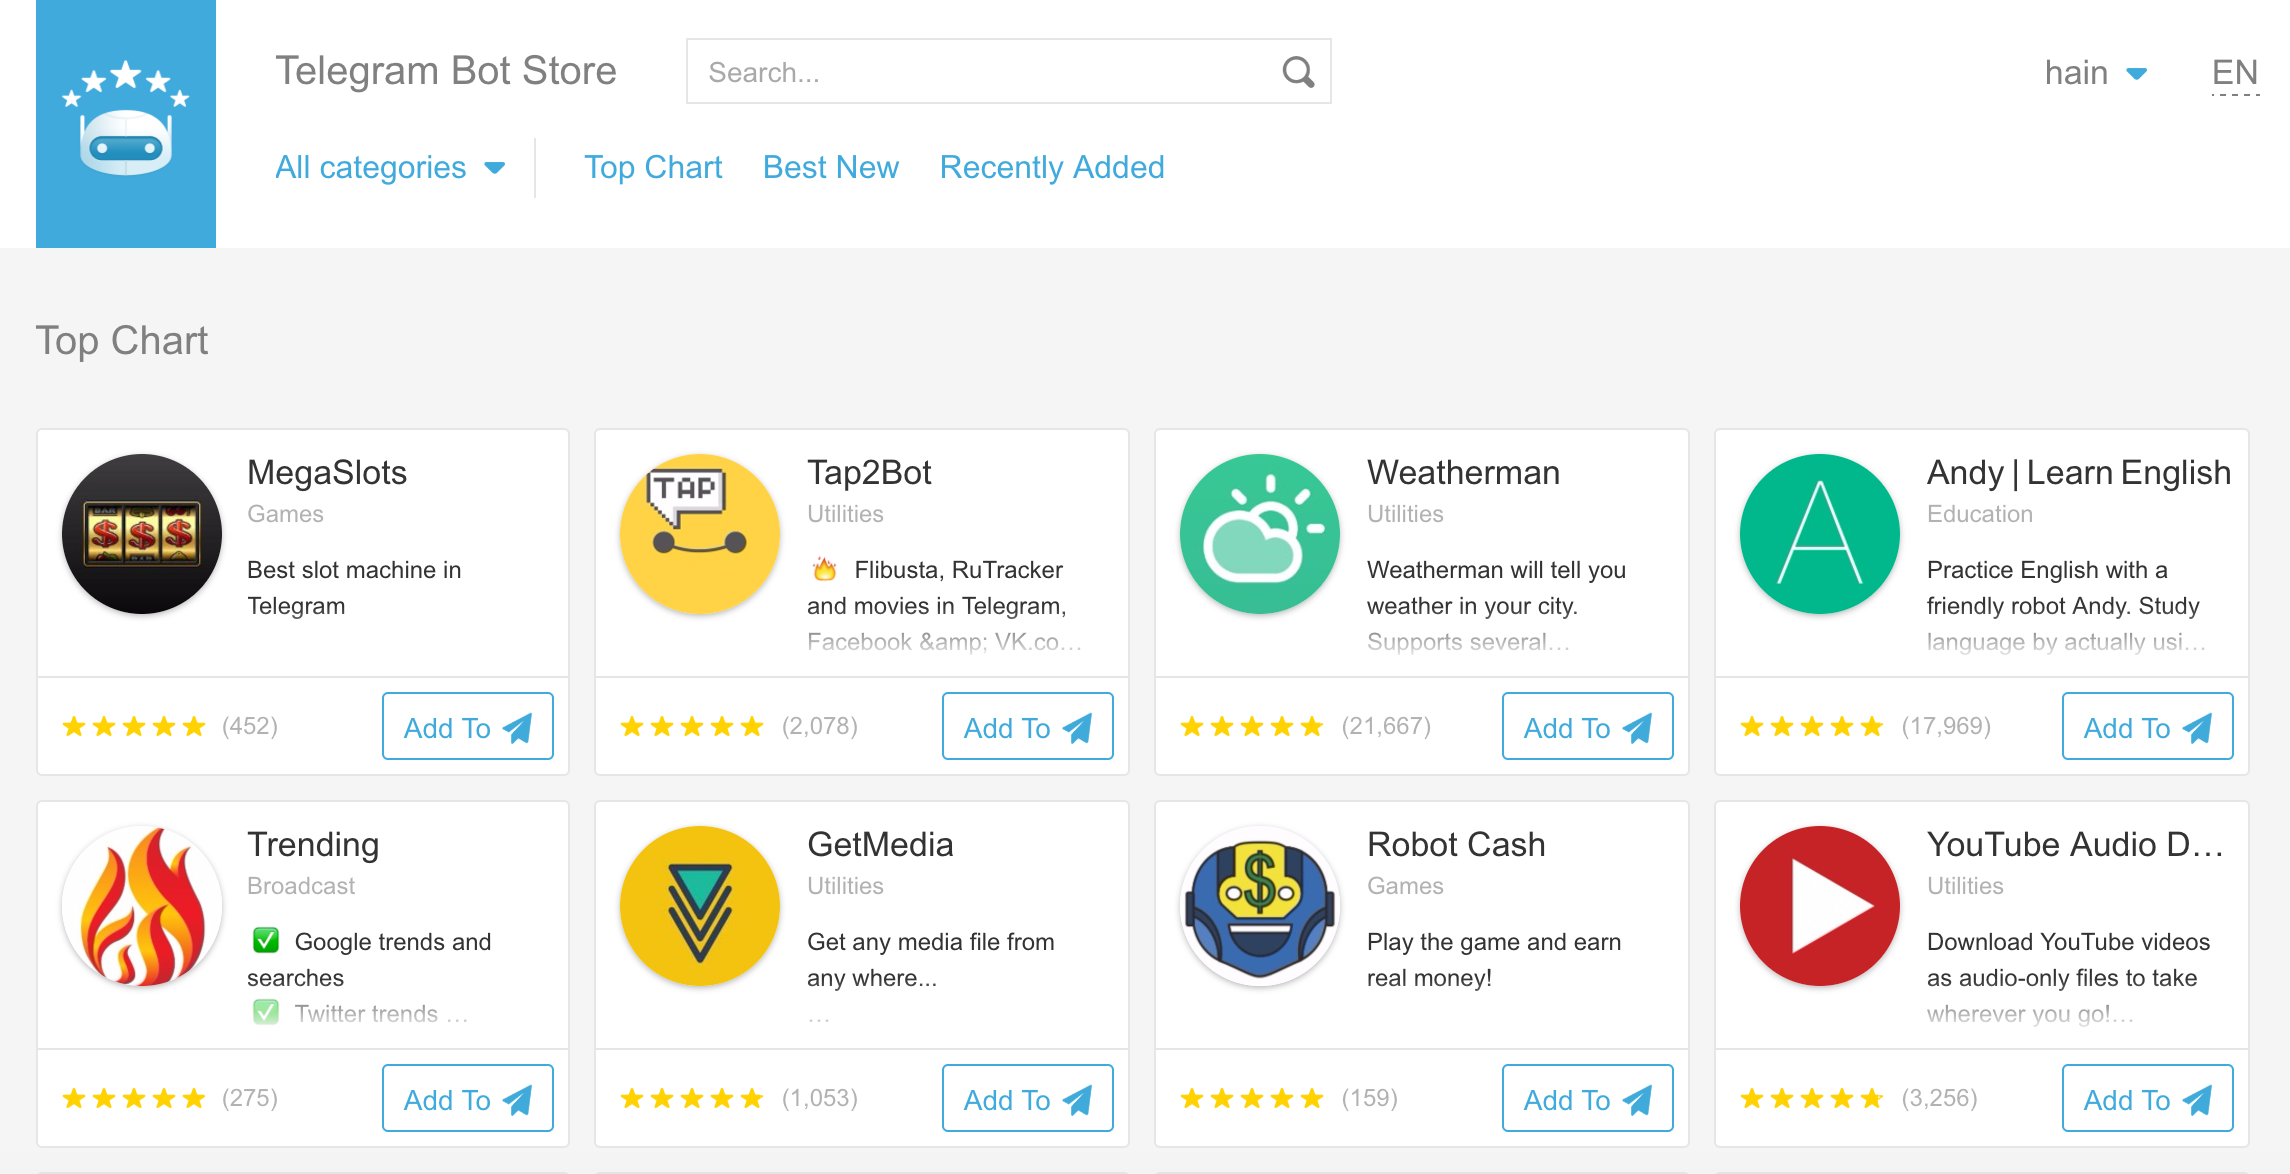 Telegram Bot Store
Search...
hain
EN
All categories
Top Chart
Best New
Recently Added
Top Chart
MegaSlots
Games
Best slot machine in
Telegram
(452)
Add To
TAP
Tap2Bot
Utilities
🔥 Flibusta, RuTracker
and movies in Telegram,
Facebook &amp; VK.co…
(2,078)
Add To
Weatherman
Utilities
Weatherman will tell you
weather in your city.
Supports several…
(21,667)
Add To
Andy | Learn English
Education
Practice English with a
friendly robot Andy. Study
language by actually usi…
(17,969)
Add To
Trending
Broadcast
✅ Google trends and
searches
✅ Twitter trends …
(275)
Add To
GetMedia
Utilities
Get any media file from
any where...
…
(1,053)
Add To
Robot Cash
Games
Play the game and earn
real money!
(159)
Add To
YouTube Audio D…
Utilities
Download YouTube videos
as audio-only files to take
wherever you go!…
(3,256)
Add To